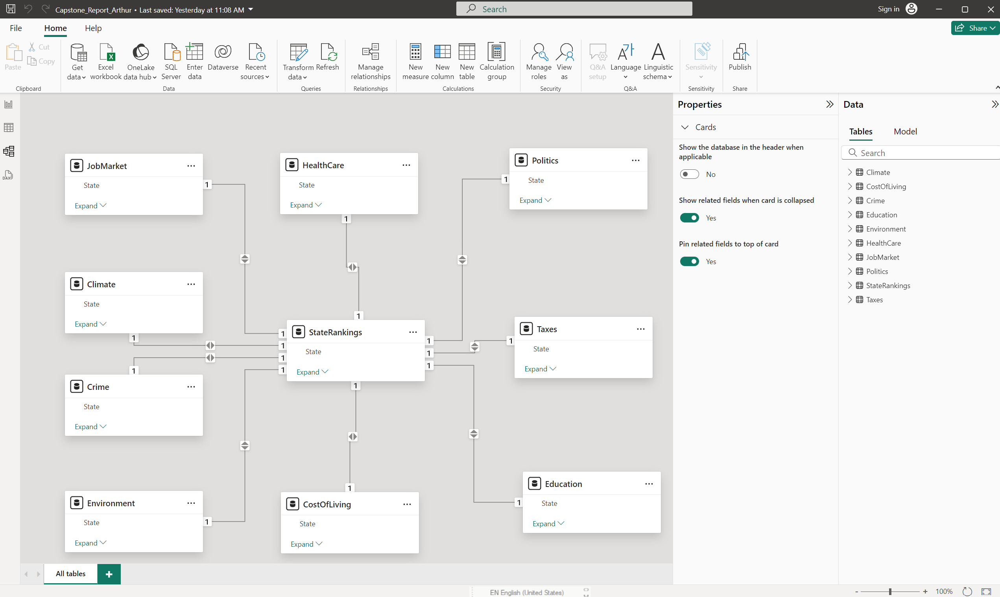 Capstone_Report_Arthur • Last saved: Yesterday at 11:08 AM
Search
Sign in
File
Home
Help
Share
Paste
Cut
Copy
Clipboard
Get data
Excel workbook
OneLake data hub
SQL Server
Enter data
Dataverse
Recent sources
Data
Transform data
Refresh
Queries
Manage relationships
Relationships
New measure
New column
New table
Calculation group
Calculations
Manage roles
View as
Security
Q&A setup
Language
Linguistic schema
Q&A
Sensitivity
Sensitivity
Publish
Share
DAX
JobMarket
State
Expand
1
HealthCare
State
Expand
1
Politics
State
Expand
1
Climate
State
Expand
1
StateRankings
State
Expand
1
1
1
1
1
1
1
1
1
Taxes
State
Expand
1
Crime
State
Expand
1
Environment
State
Expand
1
CostOfLiving
State
Expand
1
Education
State
Expand
1
Properties
Cards
Show the database in the header when
applicable
No
Show related fields when card is collapsed
Yes
Pin related fields to top of card
Yes
Data
Tables
Model
Search
Climate
CostOfLiving
Crime
Education
Environment
HealthCare
JobMarket
Politics
StateRankings
Taxes
All tables
+
EN English (United States)
- + 100%